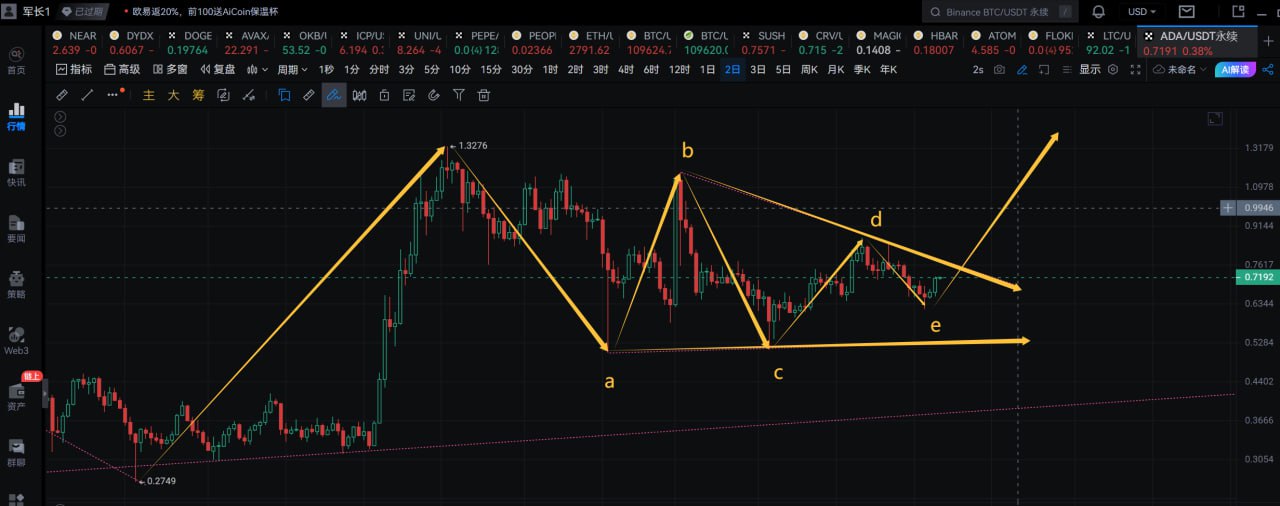 军长1 已过期 • 欧易返20%，前100送AiCoin保温杯 Binance BTC/USDT 永续 / USD
NEAR DYDX DOGE AVAX/ OKB/ ICP/U: UNI/U PEPE/ PEOPI ETH/U BTC/U BTC/U SUSH CRV/U MAGI HBAR ATOM FLOKI LTC/U ADA/USDT永续
2.639 -0 0.6067 - 0.19764 22.291 - 53.52 -0 6.194 0. 8.264 -4 0.0{4}12 0.02366 2791.62 109624. 109620.0 0.7571 - 0.715 -2 0.1408 - 0.18007 4.585 -0 0.0{4}95 92.02 -1 0.7191 0.38%
首页 指标 高级 多窗 复盘 周期 1秒 1分 分时 3分 5分 10分 15分 30分 1时 2时 3时 4时 6时 12时 1日 2日 3日 5日 周K 月K 季K 年K 2s 显示 未命名 AI解读
主 大 筹
行情
快讯
要闻
策略
Web3
链上
资产
群聊
1.3276
b
d
e
a
c
0.2749
1.3179
1.0978
0.9946
0.9144
0.7617
0.7192
0.6344
0.5284
0.4402
0.3666
0.3054